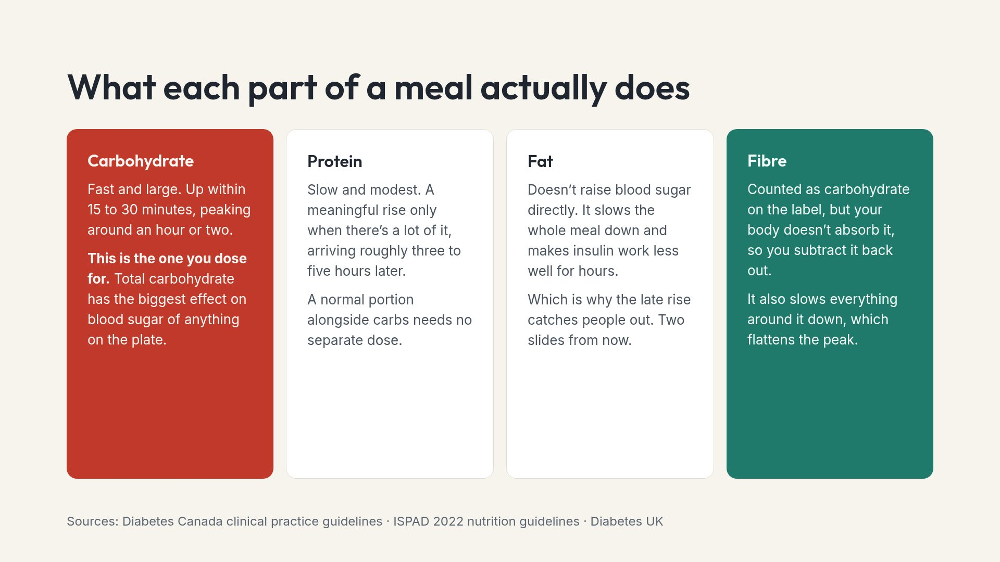 What each part of a meal actually does
Carbohydrate
Fast and large. Up within
15 to 30 minutes, peaking
around an hour or two.
This is the one you dose
for. Total carbohydrate
has the biggest effect on
blood sugar of anything
on the plate.
Protein
Slow and modest. A
meaningful rise only
when there’s a lot of it,
arriving roughly three to
five hours later.
A normal portion
alongside carbs needs no
separate dose.
Fat
Doesn’t raise blood sugar
directly. It slows the
whole meal down and
makes insulin work less
well for hours.
Which is why the late rise
catches people out. Two
slides from now.
Fibre
Counted as carbohydrate
on the label, but your
body doesn’t absorb it,
so you subtract it back
out.
It also slows everything
around it down, which
flattens the peak.
Sources: Diabetes Canada clinical practice guidelines · ISPAD 2022 nutrition guidelines · Diabetes UK